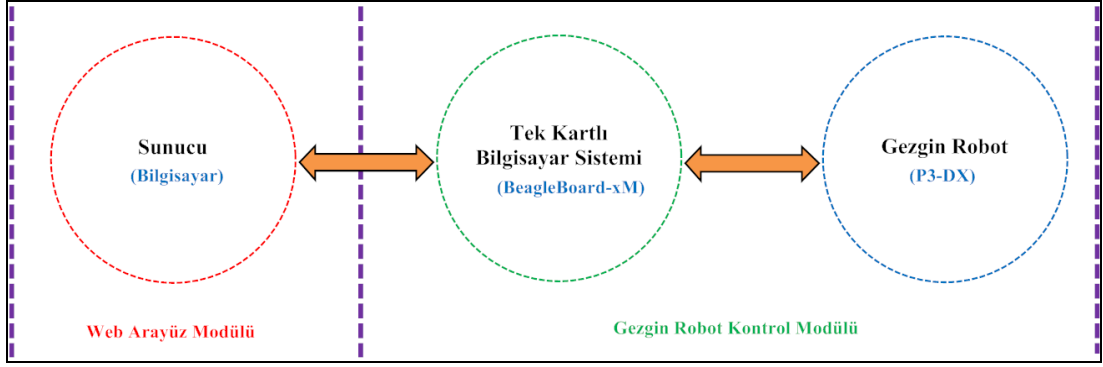 Sunucu
(Bilgisayar)
Tek Kartlı
Bilgisayar Sistemi
(BeagleBoard-xM)
Gezgin Robot
(P3-DX)
Web Arayüz Modülü
Gezgin Robot Kontrol Modülü